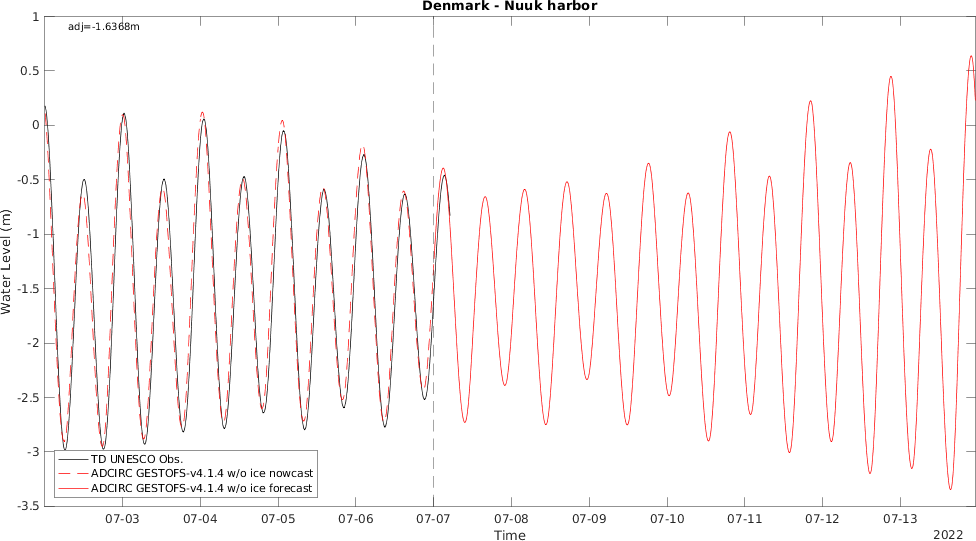 Denmark - Nuuk harbor
adj=-1.6368m
1
0.5
0
-0.5
-1
-1.5
-2
-2.5
-3
-3.5
Water Level (m)
TD UNESCO Obs.
ADCIRC GESTOFS-v4.1.4 w/o ice nowcast
ADCIRC GESTOFS-v4.1.4 w/o ice forecast
07-03 07-04 07-05 07-06 07-07 07-08 07-09 07-10 07-11 07-12 07-13
Time
2022